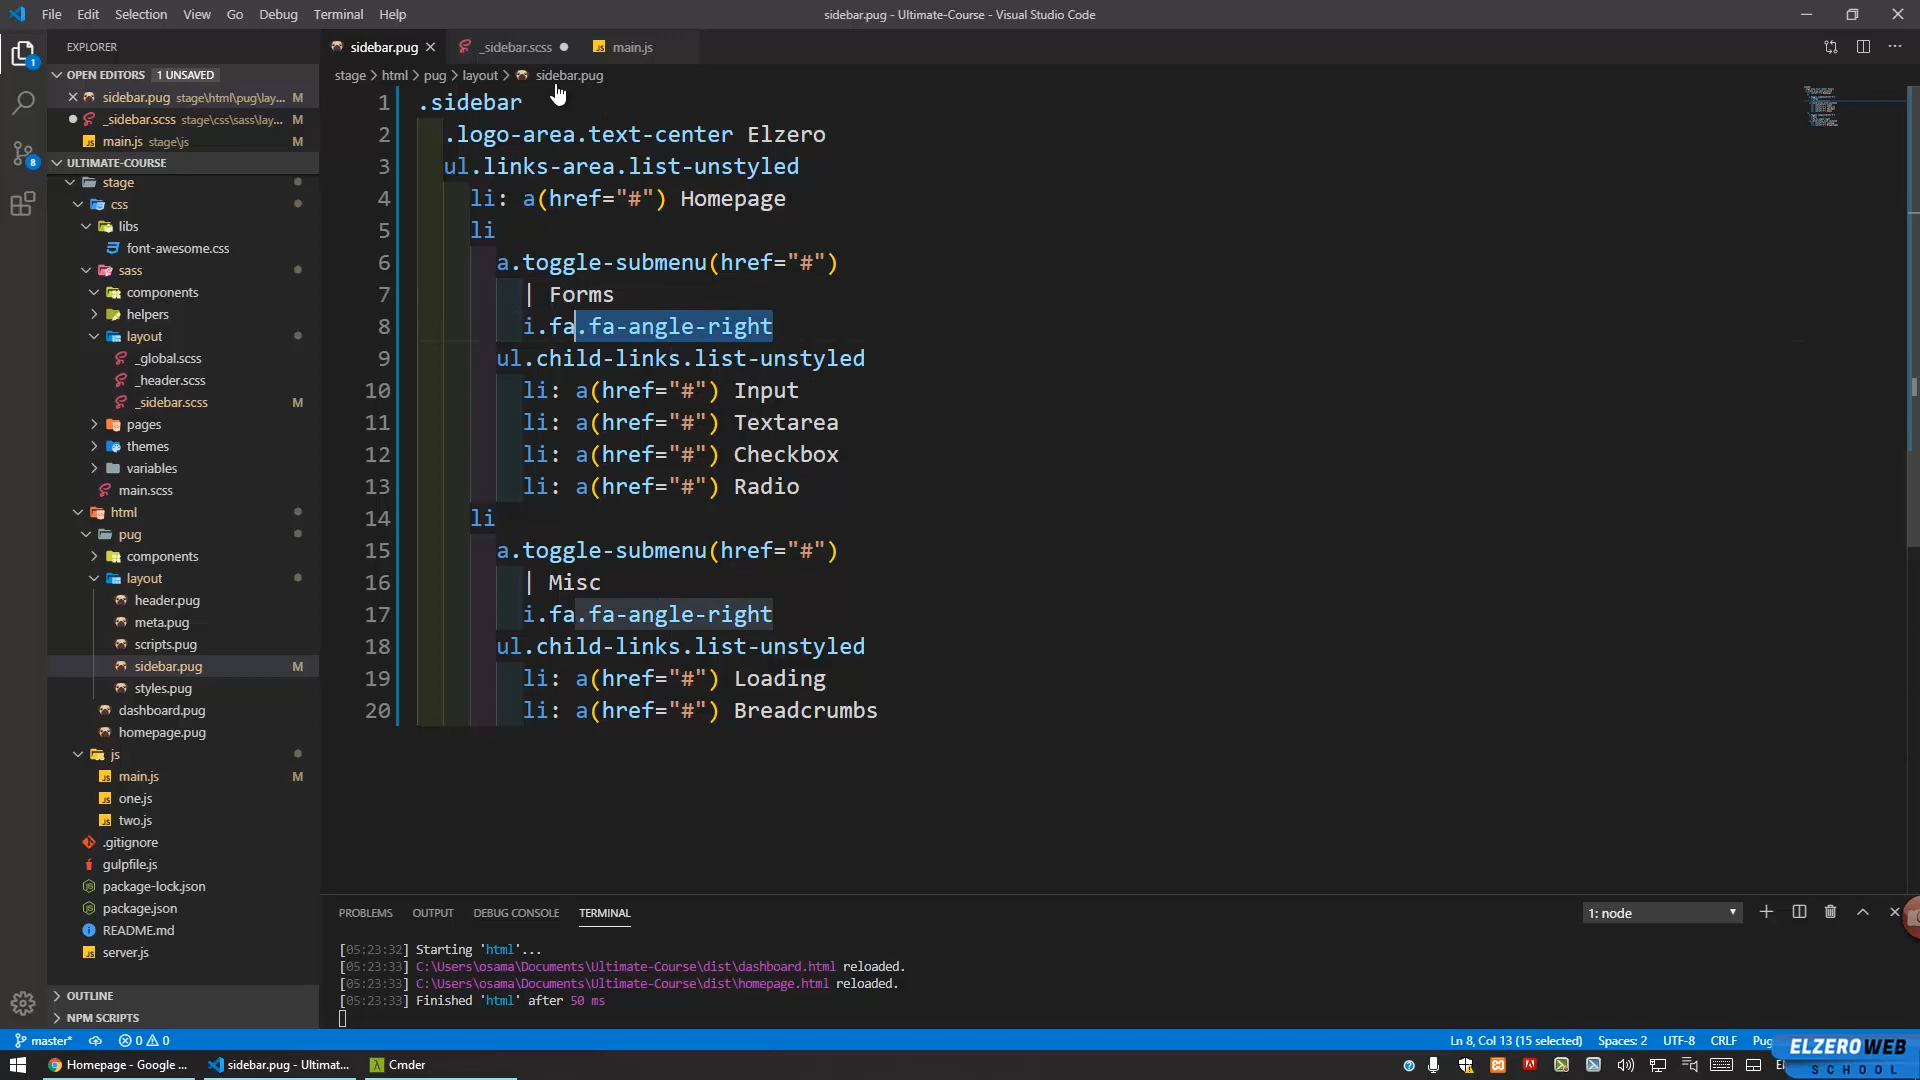 File Edit Selection View Go Debug Terminal Help
sidebar.pug - Ultimate-Course - Visual Studio Code
EXPLORER
OPEN EDITORS 1 UNSAVED
sidebar.pug stage\html\pug\lay... M
_sidebar.scss stage\css\sass\lay...
main.js stage\js M
ULTIMATE-COURSE
stage
css
libs
font-awesome.css
sass
components
helpers
layout
_global.scss
_header.scss
_sidebar.scss M
pages
themes
variables
main.scss
html
pug
components
layout
header.pug
meta.pug
scripts.pug
sidebar.pug M
styles.pug
dashboard.pug
homepage.pug
js
main.js M
one.js
two.js
.gitignore
gulpfile.js
package-lock.json
package.json
README.md
server.js
OUTLINE
NPM SCRIPTS
sidebar.pug _sidebar.scss main.js
stage > html > pug > layout > sidebar.pug
1 .sidebar
2 .logo-area.text-center Elzero
3 ul.links-area.list-unstyled
4 li: a(href="#") Homepage
5 li
6 a.toggle-submenu(href="#")
7 | Forms
8 i.fa.fa-angle-right
9 ul.child-links.list-unstyled
10 li: a(href="#") Input
11 li: a(href="#") Textarea
12 li: a(href="#") Checkbox
13 li: a(href="#") Radio
14 li
15 a.toggle-submenu(href="#")
16 | Misc
17 i.fa.fa-angle-right
18 ul.child-links.list-unstyled
19 li: a(href="#") Loading
20 li: a(href="#") Breadcrumbs
PROBLEMS OUTPUT DEBUG CONSOLE TERMINAL
1: node
[05:23:32] Starting 'html'...
[05:23:33] C:\Users\osama\Documents\Ultimate-Course\dist\dashboard.html reloaded.
[05:23:33] C:\Users\osama\Documents\Ultimate-Course\dist\homepage.html reloaded.
[05:23:33] Finished 'html' after 50 ms
master* 0 0
Ln 8, Col 13 (15 selected) Spaces: 2 UTF-8 CRLF
Homepage - Google ... sidebar.pug - Ultimat... Cmder
ELZEROWEB
SCHOOL
1
8